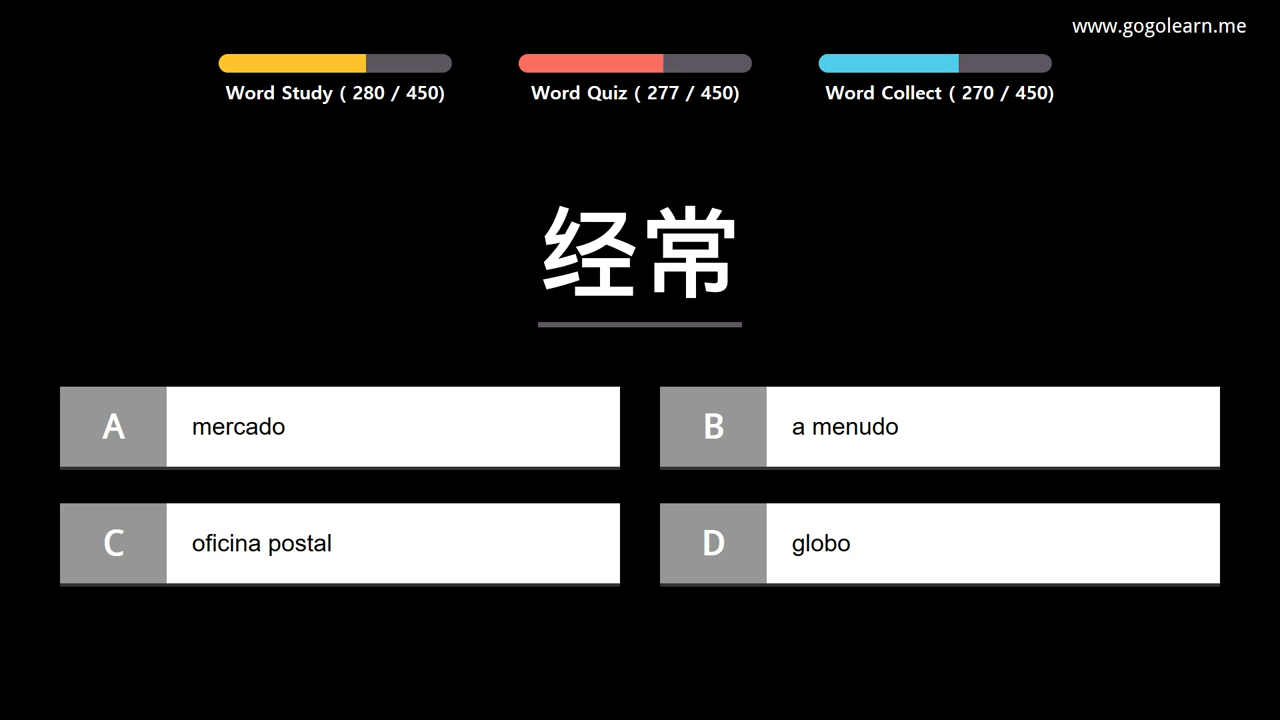 www.gogolearn.me
Word Study ( 280 / 450)
Word Quiz ( 277 / 450)
Word Collect ( 270 / 450)
经常
A mercado
B a menudo
C oficina postal
D globo